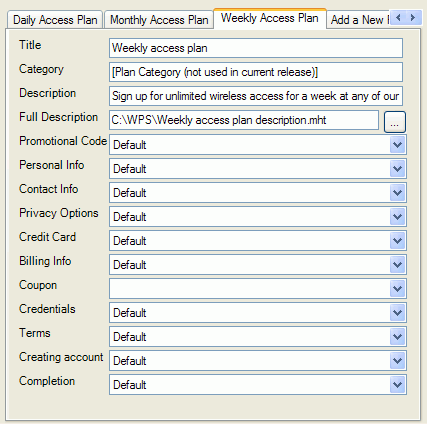 Daily Access Plan Monthly Access Plan Weekly Access Plan Add a New
Title Weekly access plan
Category [Plan Category (not used in current release)]
Description Sign up for unlimited wireless access for a week at any of our
Full Description C:\WPS\Weekly access plan description.mht ...
Promotional Code Default
Personal Info Default
Contact Info Default
Privacy Options Default
Credit Card Default
Billing Info Default
Coupon
Credentials Default
Terms Default
Creating account Default
Completion Default